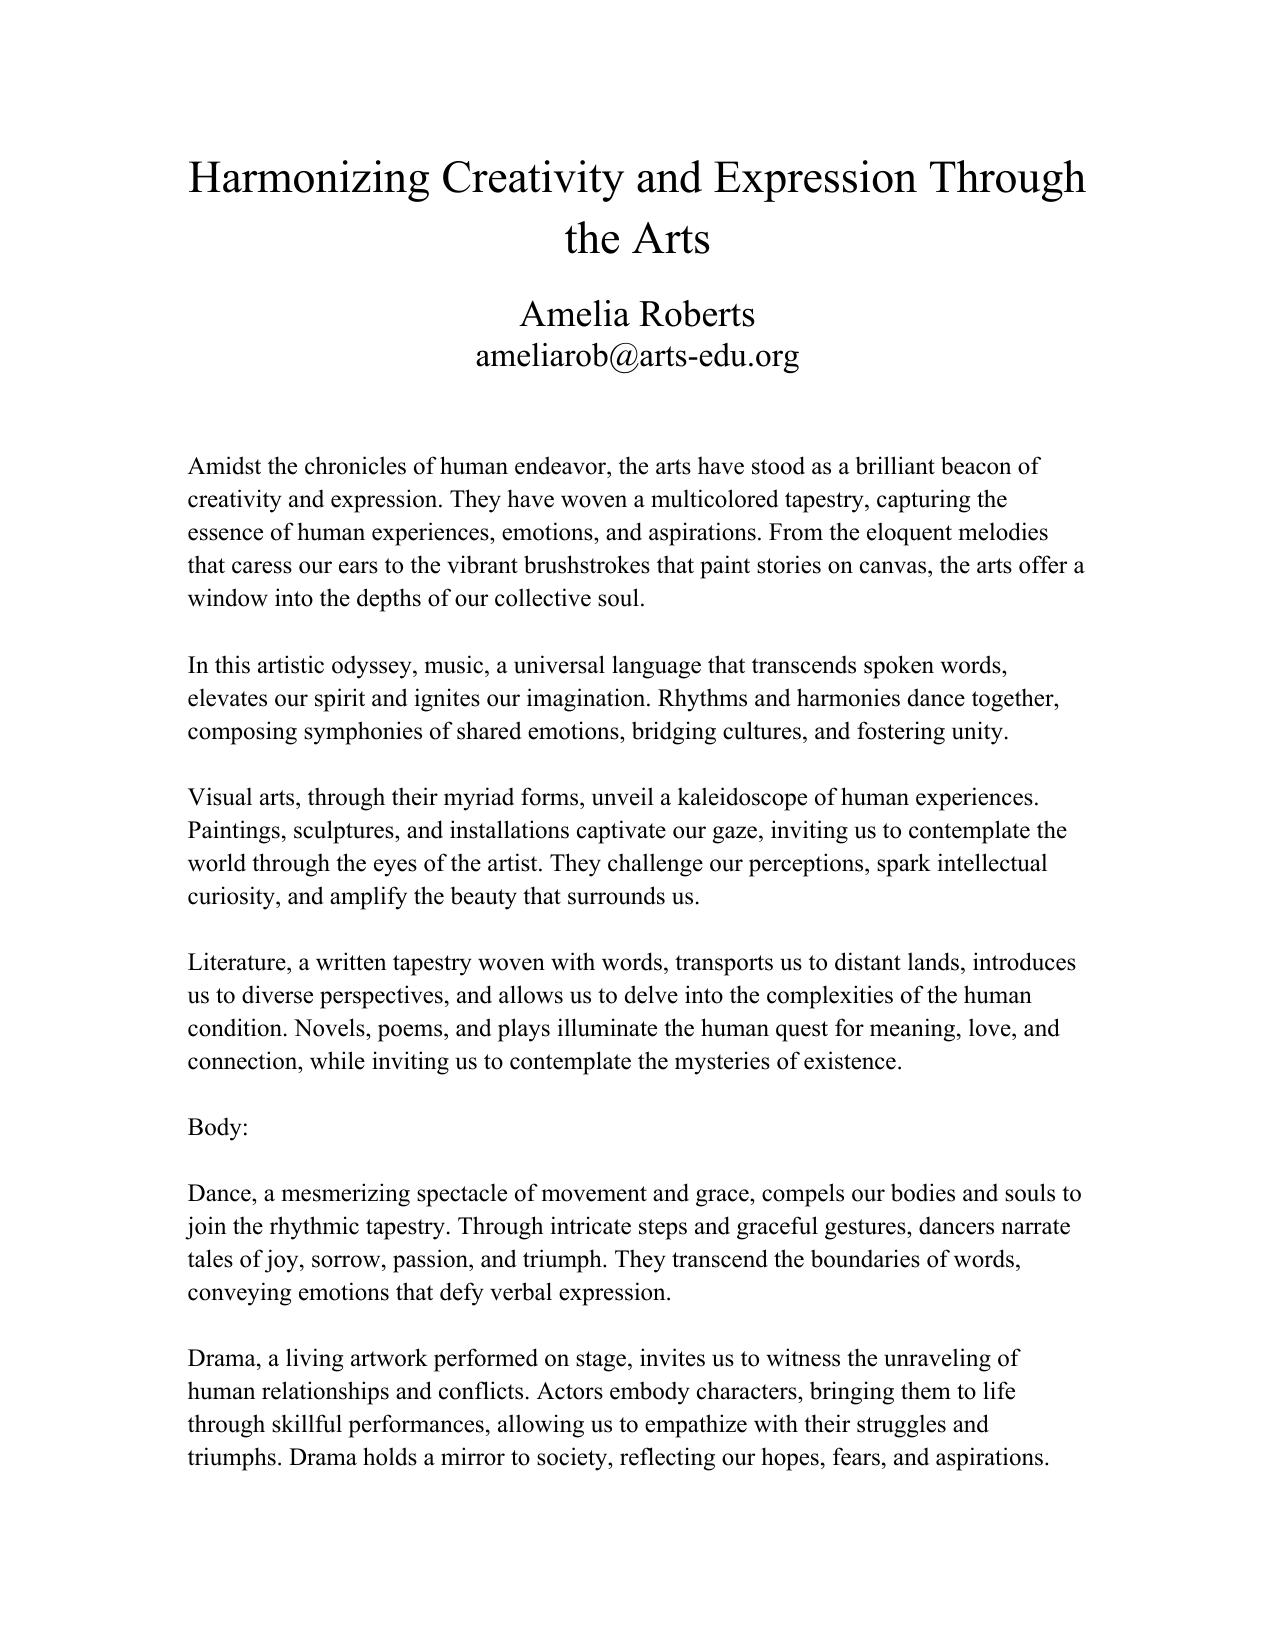 Harmonizing Creativity and Expression Through
the Arts
Amelia Roberts
ameliarob@arts-edu.org
Amidst the chronicles of human endeavor, the arts have stood as a brilliant beacon of
creativity and expression. They have woven a multicolored tapestry, capturing the
essence of human experiences, emotions, and aspirations. From the eloquent melodies
that caress our ears to the vibrant brushstrokes that paint stories on canvas, the arts offer a
window into the depths of our collective soul.
In this artistic odyssey, music, a universal language that transcends spoken words,
elevates our spirit and ignites our imagination. Rhythms and harmonies dance together,
composing symphonies of shared emotions, bridging cultures, and fostering unity.
Visual arts, through their myriad forms, unveil a kaleidoscope of human experiences.
Paintings, sculptures, and installations captivate our gaze, inviting us to contemplate the
world through the eyes of the artist. They challenge our perceptions, spark intellectual
curiosity, and amplify the beauty that surrounds us.
Literature, a written tapestry woven with words, transports us to distant lands, introduces
us to diverse perspectives, and allows us to delve into the complexities of the human
condition. Novels, poems, and plays illuminate the human quest for meaning, love, and
connection, while inviting us to contemplate the mysteries of existence.
Body:
Dance, a mesmerizing spectacle of movement and grace, compels our bodies and souls to
join the rhythmic tapestry. Through intricate steps and graceful gestures, dancers narrate
tales of joy, sorrow, passion, and triumph. They transcend the boundaries of words,
conveying emotions that defy verbal expression.
Drama, a living artwork performed on stage, invites us to witness the unraveling of
human relationships and conflicts. Actors embody characters, bringing them to life
through skillful performances, allowing us to empathize with their struggles and
triumphs. Drama holds a mirror to society, reflecting our hopes, fears, and aspirations.